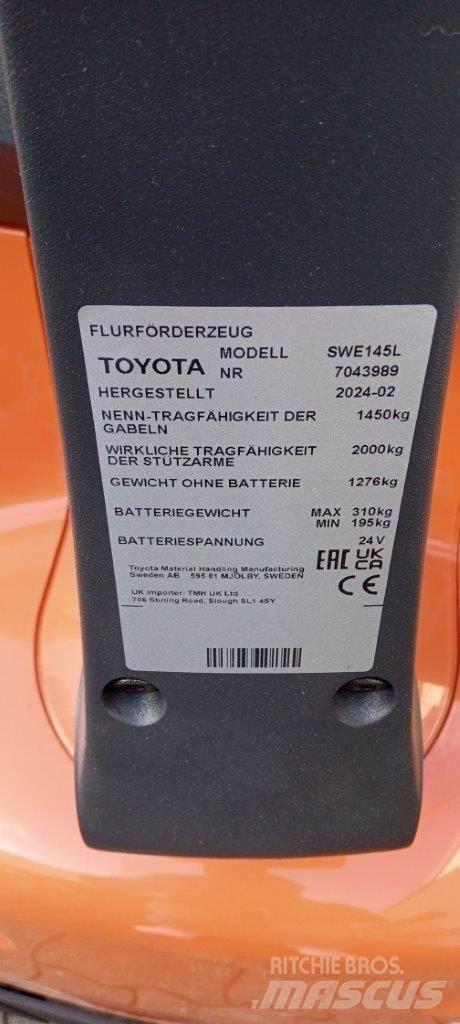 FLURFÖRDERZEUG
TOYOTA MODELL SWE145L
NR 7043989
HERGESTELLT 2024-02
NENN-TRAGFÄHIGKEIT DER GABELN 1450kg
WIRKLICHE TRAGFÄHIGKEIT DER STÜTZARME 2000kg
GEWICHT OHNE BATTERIE 1276kg
BATTERIEGEWICHT MAX 310kg
MIN 195kg
BATTERIESPANNUNG 24V
Toyota Material Handling Manufacturing
Sweden AB 595 81 MJÖLBY, SWEDEN
EAC UK CA
CE
UK Importer: TMH UK Ltd
706 Stirling Road, Slough SL1 4SY
RITCHIE BROS.
MASCUS